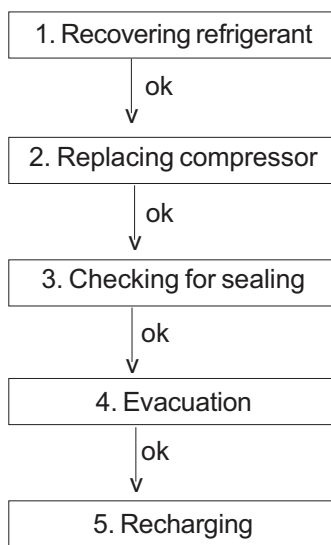 1. Recovering refrigerant
ok
2. Replacing compressor
ok
3. Checking for sealing
ok
4. Evacuation
ok
5. Recharging